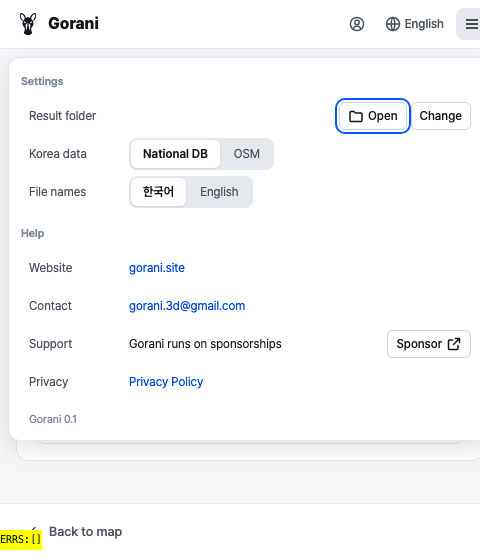 Gorani
English
Settings
Result folder
Open
Change
Korea data
National DB
OSM
File names
한국어
English
Help
Website
gorani.site
Contact
gorani.3d@gmail.com
Support
Gorani runs on sponsorships
Sponsor
Privacy
Privacy Policy
Gorani 0.1
Back to map
ERRS:[]